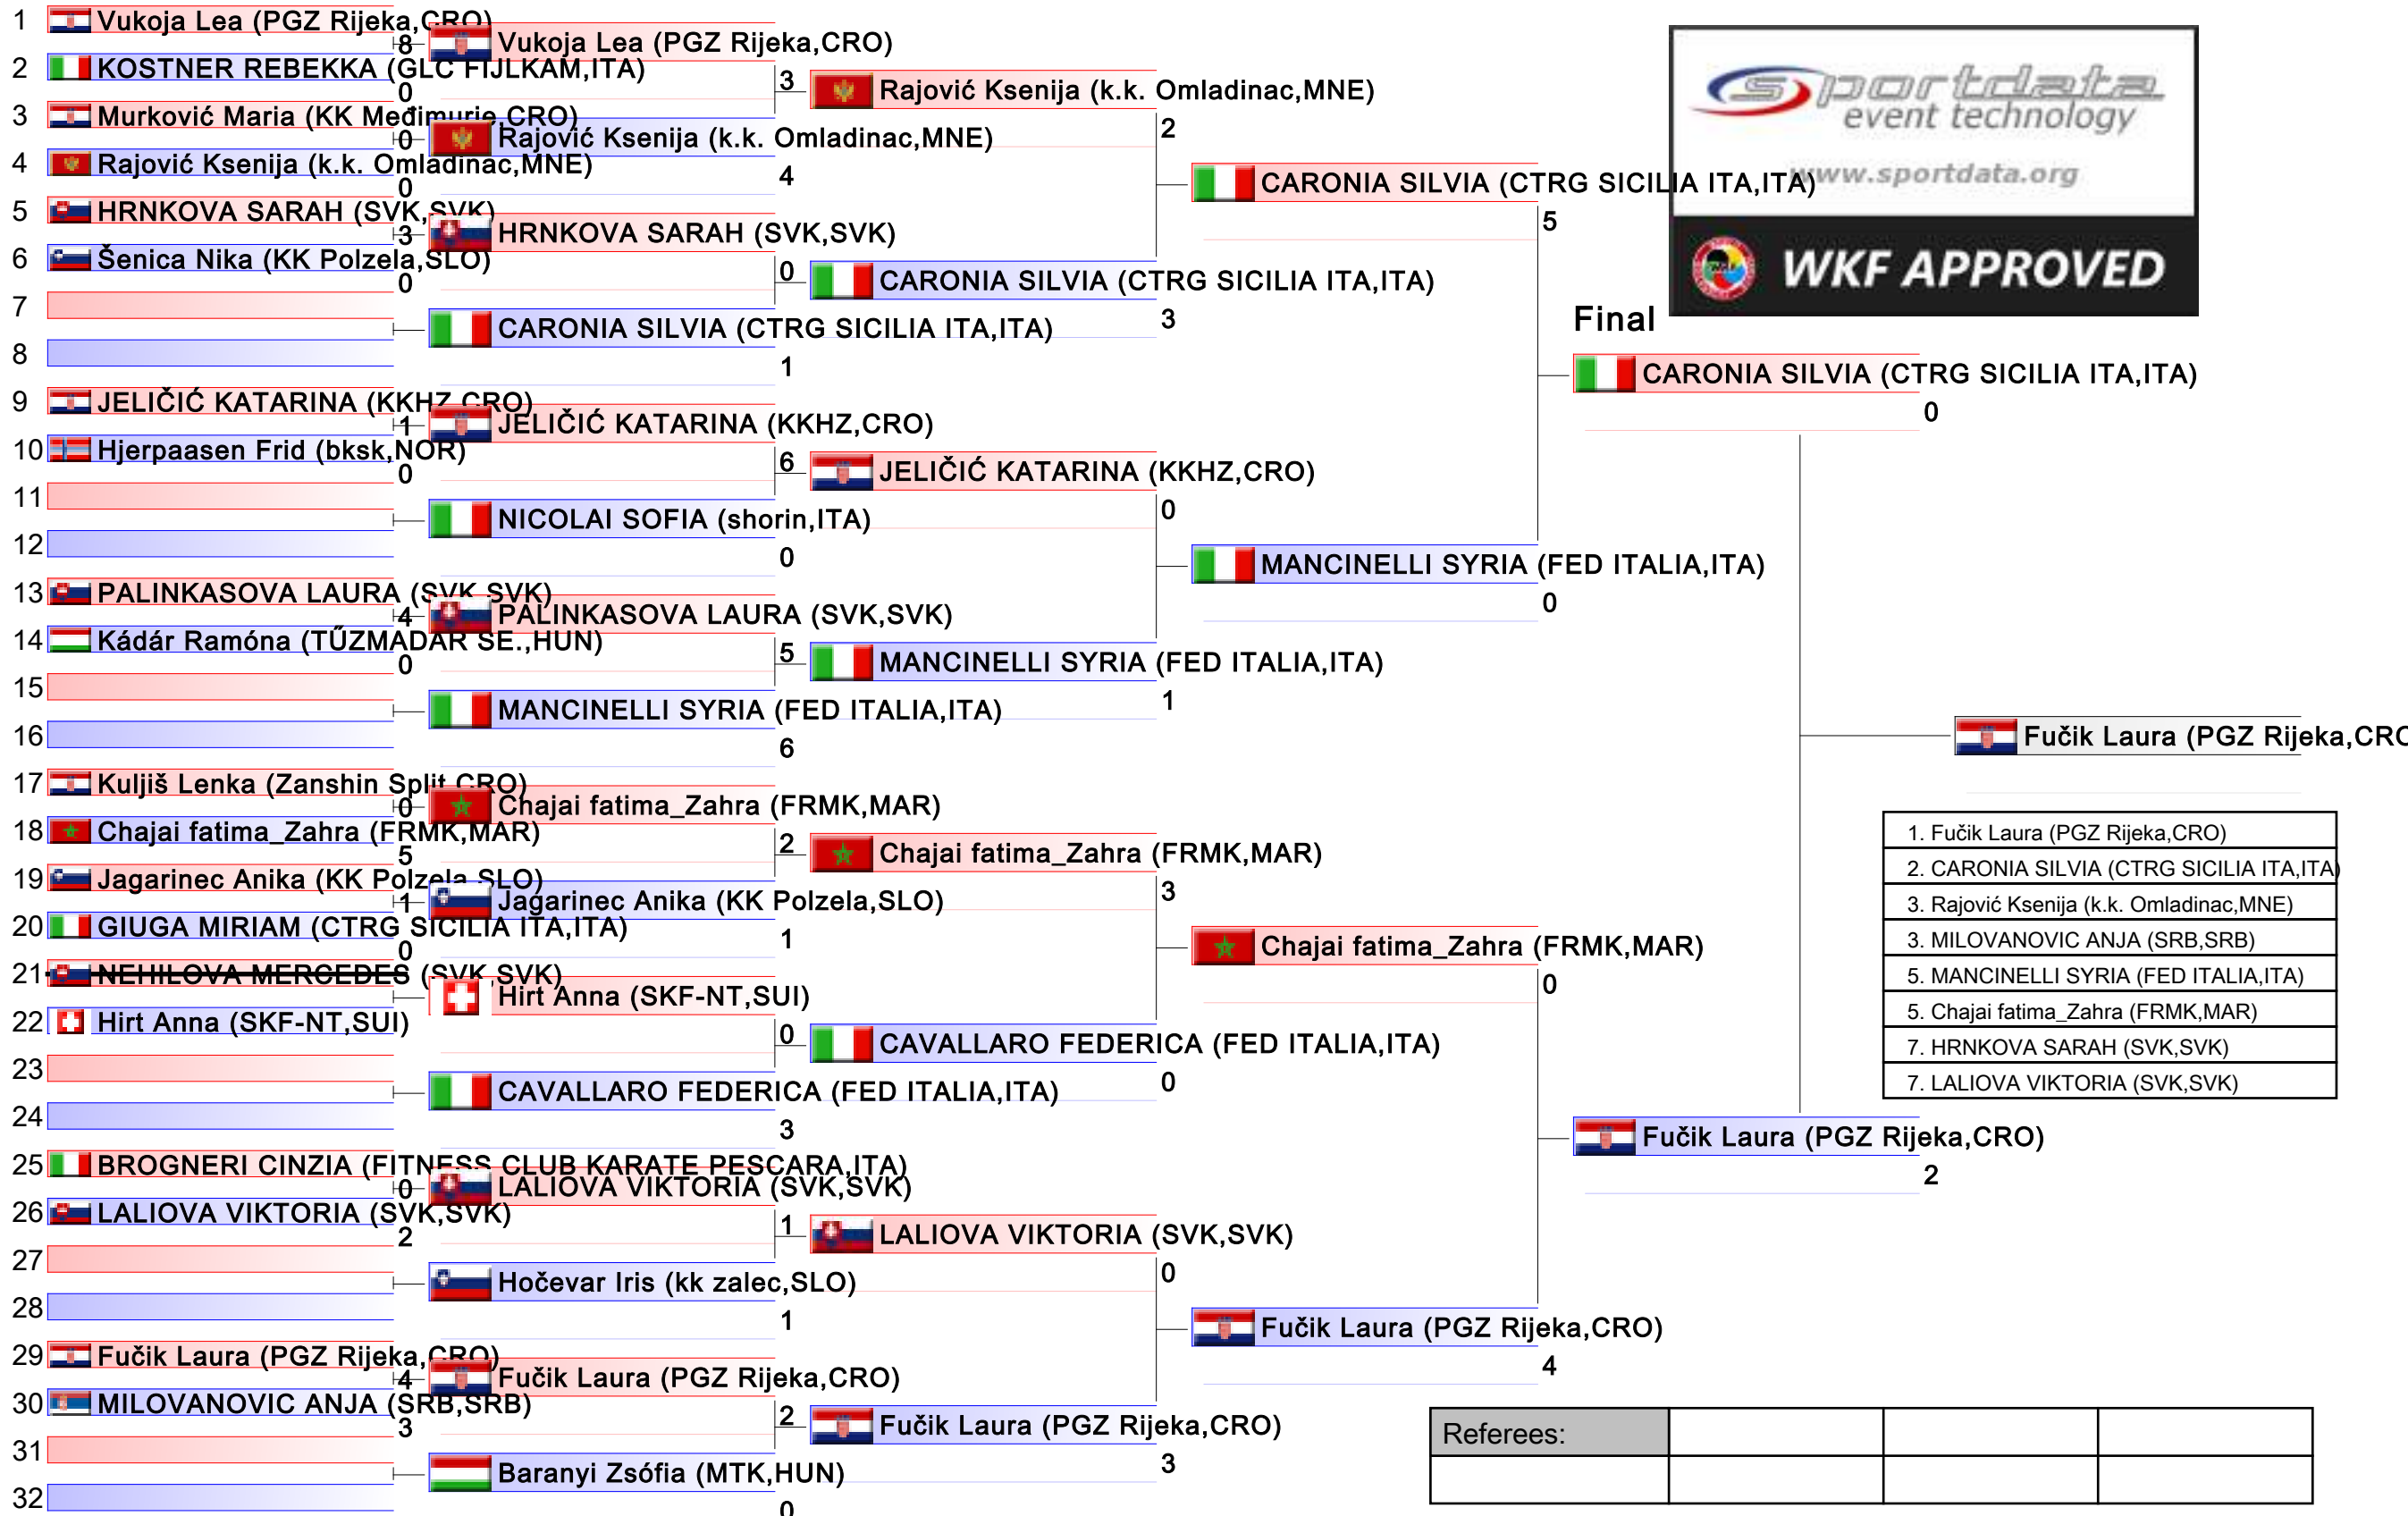 1 Vukoja Lea (PGZ Rijeka,CRO)
8
2 KOSTNER REBEKKA (GLC FIJLKAM,ITA)
0
3 Murković Maria (KK Međimurje,CRO)
0
4 Rajović Ksenija (k.k. Omladinac,MNE)
0
5 HRNKOVA SARAH (SVK,SVK)
3
6 Šenica Nika (KK Polzela,SLO)
0
7
8
9 JELIČIĆ KATARINA (KKHZ,CRO)
1
10 Hjerpaasen Frid (bksk,NOR)
0
11
12
13 PALINKASOVA LAURA (SVK,SVK)
4
14 Kádár Ramóna (TŰZMADÁR SE.,HUN)
0
15
16
17 Kuljiš Lenka (Zanshin Split,CRO)
0
18 Chajai fatima_Zahra (FRMK,MAR)
5
19 Jagarinec Anika (KK Polzela,SLO)
1
20 GIUGA MIRIAM (CTRG SICILIA ITA,ITA)
0
21 NEHILOVA MERCEDES (SVK,SVK)
22 Hirt Anna (SKF-NT,SUI)
23
24
25 BROGNERI CINZIA (FITNESS CLUB KARATE PESCARA,ITA)
0
26 LALIOVA VIKTORIA (SVK,SVK)
2
27
28
29 Fučik Laura (PGZ Rijeka,CRO)
4
30 MILOVANOVIC ANJA (SRB,SRB)
3
31
32
Vukoja Lea (PGZ Rijeka,CRO)
3
Rajović Ksenija (k.k. Omladinac,MNE)
4
HRNKOVA SARAH (SVK,SVK)
0
CARONIA SILVIA (CTRG SICILIA ITA,ITA)
1
JELIČIĆ KATARINA (KKHZ,CRO)
6
NICOLAI SOFIA (shorin,ITA)
0
PALINKASOVA LAURA (SVK,SVK)
5
MANCINELLI SYRIA (FED ITALIA,ITA)
6
Chajai fatima_Zahra (FRMK,MAR)
2
Jagarinec Anika (KK Polzela,SLO)
1
Hirt Anna (SKF-NT,SUI)
0
CAVALLARO FEDERICA (FED ITALIA,ITA)
3
LALIOVA VIKTORIA (SVK,SVK)
1
Hočevar Iris (kk zalec,SLO)
1
Fučik Laura (PGZ Rijeka,CRO)
2
Baranyi Zsófia (MTK,HUN)
0
Rajović Ksenija (k.k. Omladinac,MNE)
2
CARONIA SILVIA (CTRG SICILIA ITA,ITA)
3
JELIČIĆ KATARINA (KKHZ,CRO)
0
MANCINELLI SYRIA (FED ITALIA,ITA)
1
Chajai fatima_Zahra (FRMK,MAR)
3
CAVALLARO FEDERICA (FED ITALIA,ITA)
0
LALIOVA VIKTORIA (SVK,SVK)
0
Fučik Laura (PGZ Rijeka,CRO)
3
CARONIA SILVIA (CTRG SICILIA ITA,ITA)
5
MANCINELLI SYRIA (FED ITALIA,ITA)
0
Chajai fatima_Zahra (FRMK,MAR)
0
Fučik Laura (PGZ Rijeka,CRO)
4
sportdata
event technology
www.sportdata.org
WKF APPROVED
Final
CARONIA SILVIA (CTRG SICILIA ITA,ITA)
0
Fučik Laura (PGZ Rijeka,CRO)
2
Fučik Laura (PGZ Rijeka,CRO
1. Fučik Laura (PGZ Rijeka,CRO)
2. CARONIA SILVIA (CTRG SICILIA ITA,ITA)
3. Rajović Ksenija (k.k. Omladinac,MNE)
3. MILOVANOVIC ANJA (SRB,SRB)
5. MANCINELLI SYRIA (FED ITALIA,ITA)
5. Chajai fatima_Zahra (FRMK,MAR)
7. HRNKOVA SARAH (SVK,SVK)
7. LALIOVA VIKTORIA (SVK,SVK)
Referees: